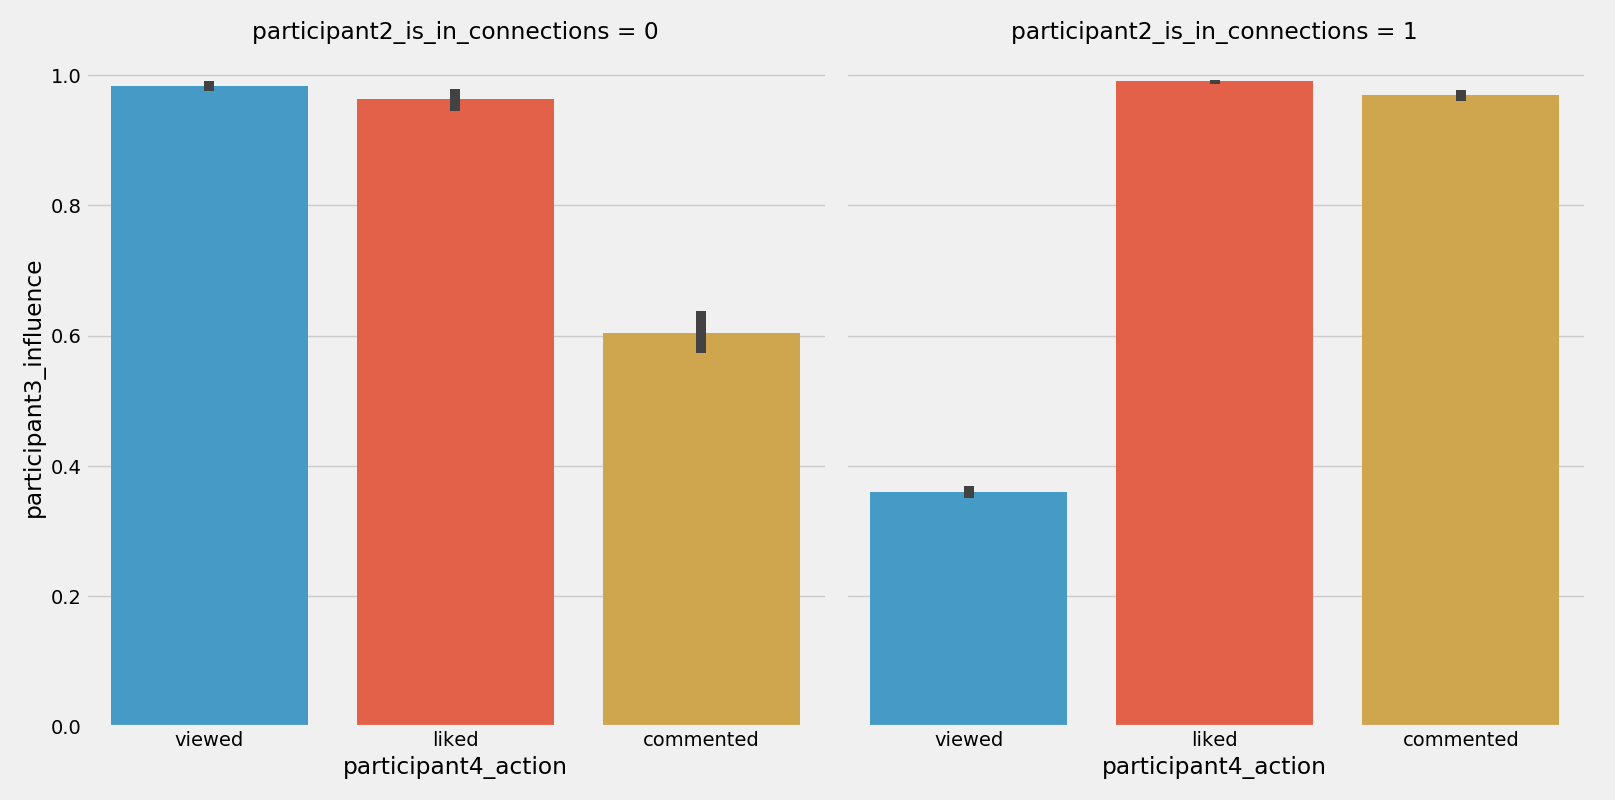 participant2_is_in_connections = 0
participant2_is_in_connections = 1
participant3_influence
1.0
0.8
0.6
0.4
0.2
0.0
viewed
liked
commented
viewed
liked
commented
participant4_action
participant4_action